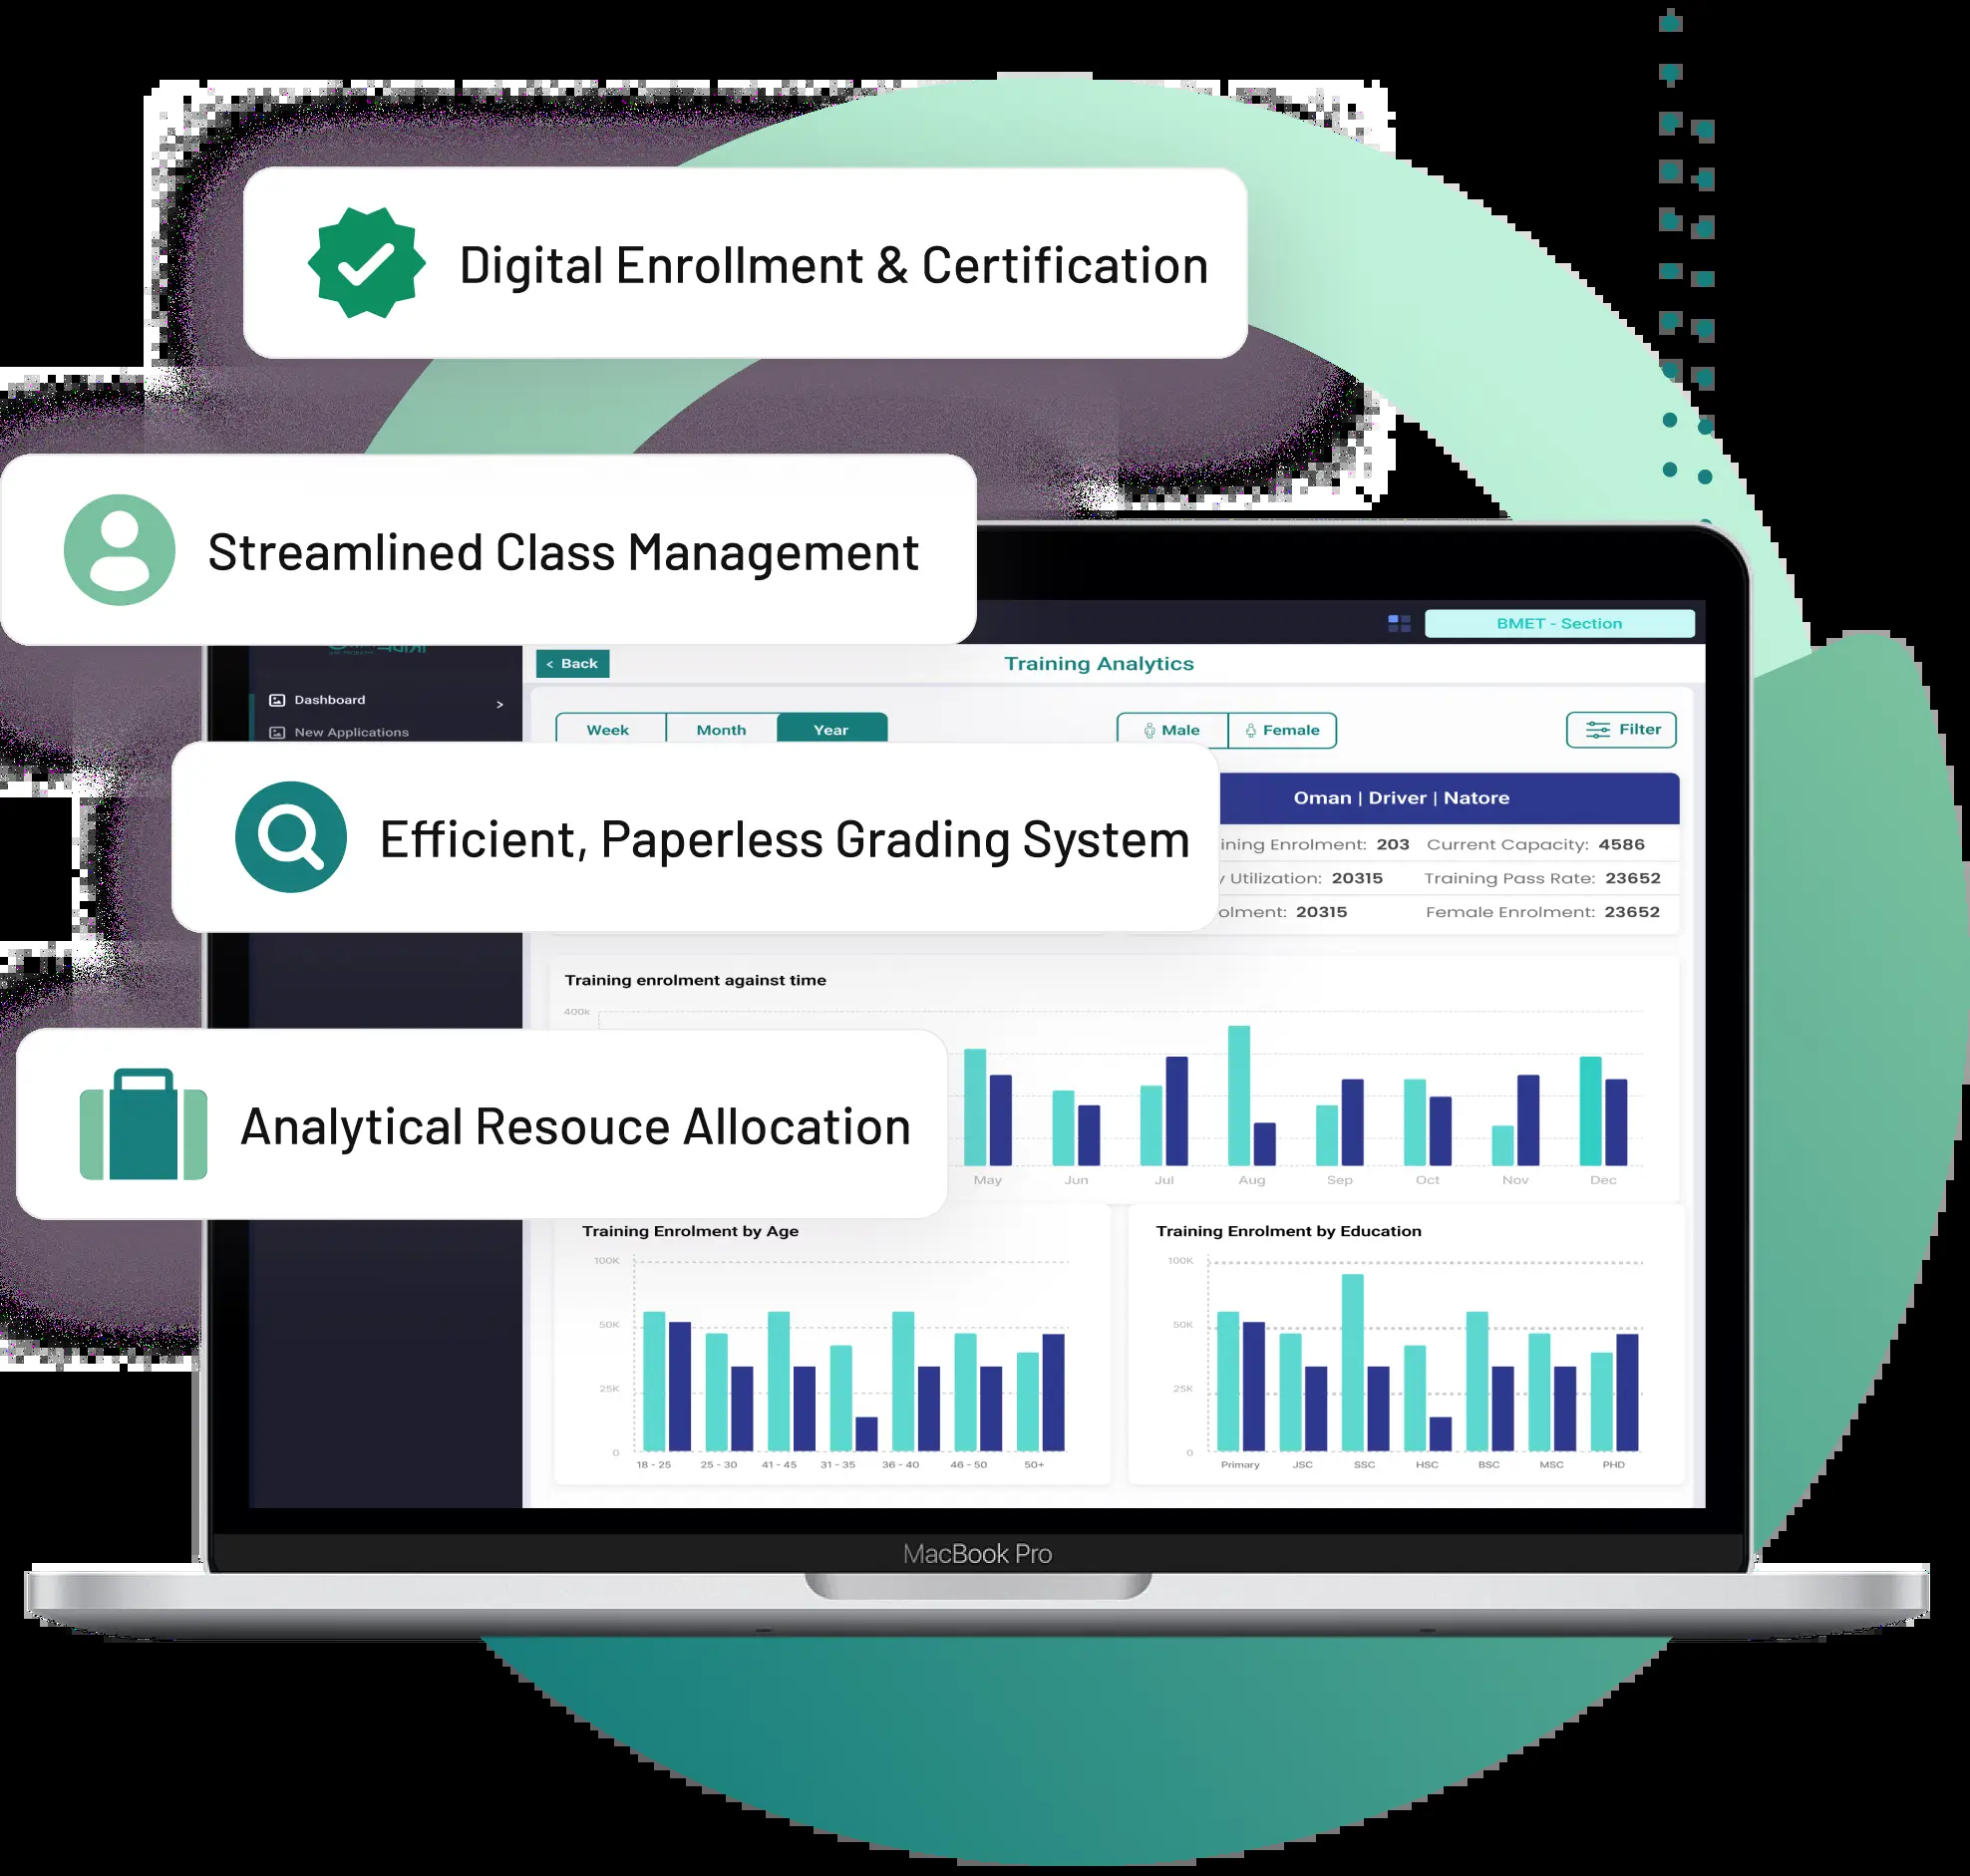 Digital Enrollment & Certification
Streamlined Class Management
BMET - Section
< Back
Training Analytics
Dashboard >
New Applications
Week Month Year
Male Female
Filter
Efficient, Paperless Grading System
Oman | Driver | Natore
Enrolment: 203 Current Capacity: 4586
Utilization: 20315 Training Pass Rate: 23652
20315 Female Enrolment: 23652
Training enrolment against time
400k
Analytical Resouce Allocation
May Jun Jul Aug Sep Oct Nov Dec
Training Enrolment by Age
100K
50K
25K
0
18 - 25 25 - 30 41 - 45 31 - 35 36 - 40 46 - 50 50+
Training Enrolment by Education
100K
50K
25K
0
Primary JSC SSC HSC BSC MSC PHD
MacBook Pro